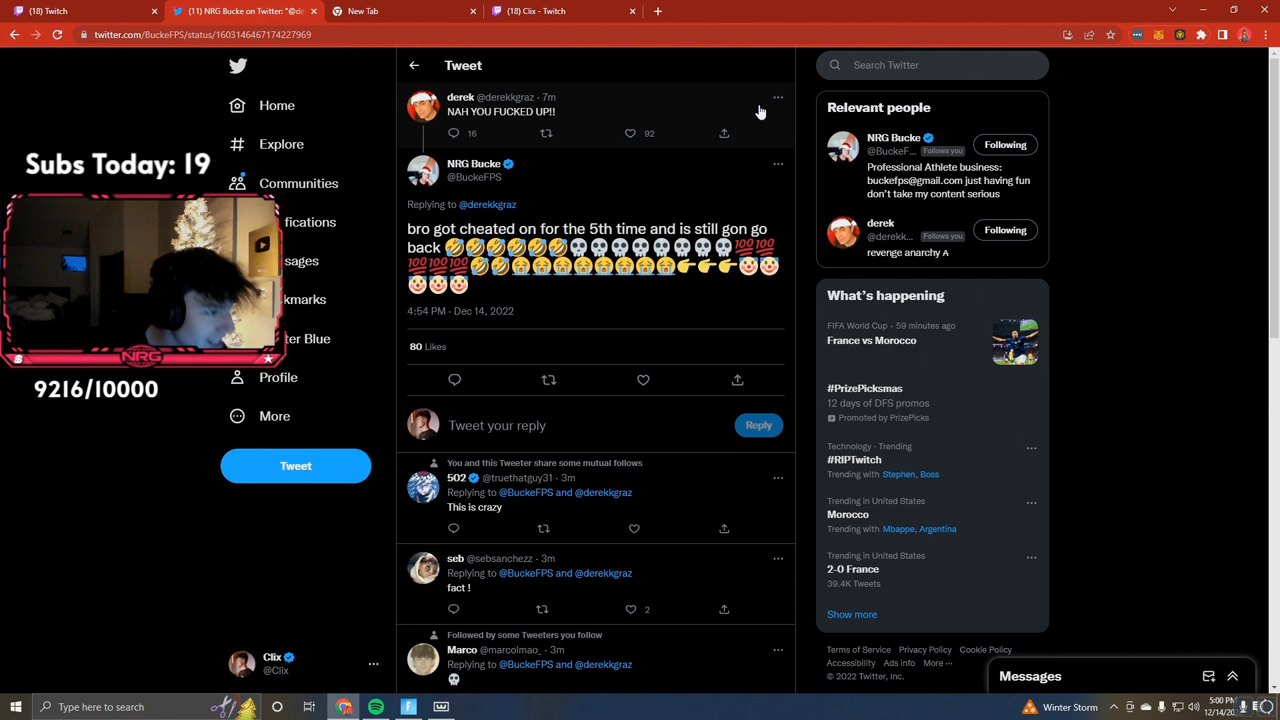 (18) Twitch
(11) NRG Bucke on Twitter: "@de
New Tab
(18) Clix - Twitch
twitter.com/BuckeFPS/status/1603146467174227969
Home
Explore
Communities
fications
sages
kmarks
ter Blue
Profile
More
Tweet
Clix
@Clix
Subs Today: 19
NRG
9216/10000
Tweet
derek @derekkgraz · 7m
NAH YOU FUCKED UP!!
16
92
NRG Bucke
@BuckeFPS
Replying to @derekkgraz
bro got cheated on for the 5th time and is still gon go
back 🤣🤣🤣🤣🤣🤣💀💀💀💀💀💀💀💀💯💯
💯💯💯🤣🤣😭😭😭😭😭😭😭😭👉👉👉🤡🤡
🤡🤡🤡
4:54 PM · Dec 14, 2022
80 Likes
Tweet your reply
Reply
You and this Tweeter share some mutual follows
502 @truethatguy31 · 3m
Replying to @BuckeFPS and @derekkgraz
This is crazy
seb @sebsanchezz · 3m
Replying to @BuckeFPS and @derekkgraz
fact !
2
Followed by some Tweeters you follow
Marco @marcolmao_ · 3m
Replying to @BuckeFPS and @derekkgraz
💀
Search Twitter
Relevant people
NRG Bucke
@BuckeF... Follows you
Following
Professional Athlete business:
buckefps@gmail.com just having fun
don't take my content serious
derek
@derekk... Follows you
Following
revenge anarchy A
What's happening
FIFA World Cup · 59 minutes ago
France vs Morocco
#PrizePicksmas
12 days of DFS promos
Promoted by PrizePicks
Technology · Trending
#RIPTwitch
Trending with Stephen, Boss
Trending in United States
Morocco
Trending with Mbappe, Argentina
Trending in United States
2-0 France
39.4K Tweets
Show more
Terms of Service Privacy Policy Cookie Policy
Accessibility Ads info More ···
© 2022 Twitter, Inc.
Messages
Type here to search
Winter Storm
5:00 PM
12/14/2022